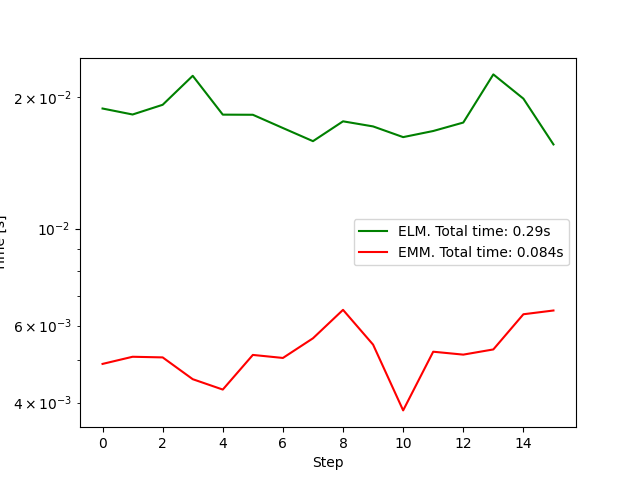 2 × 10⁻²
10⁻²
6 × 10⁻³
4 × 10⁻³
Time [s]
ELM. Total time: 0.29s
EMM. Total time: 0.084s
0 2 4 6 8 10 12 14
Step